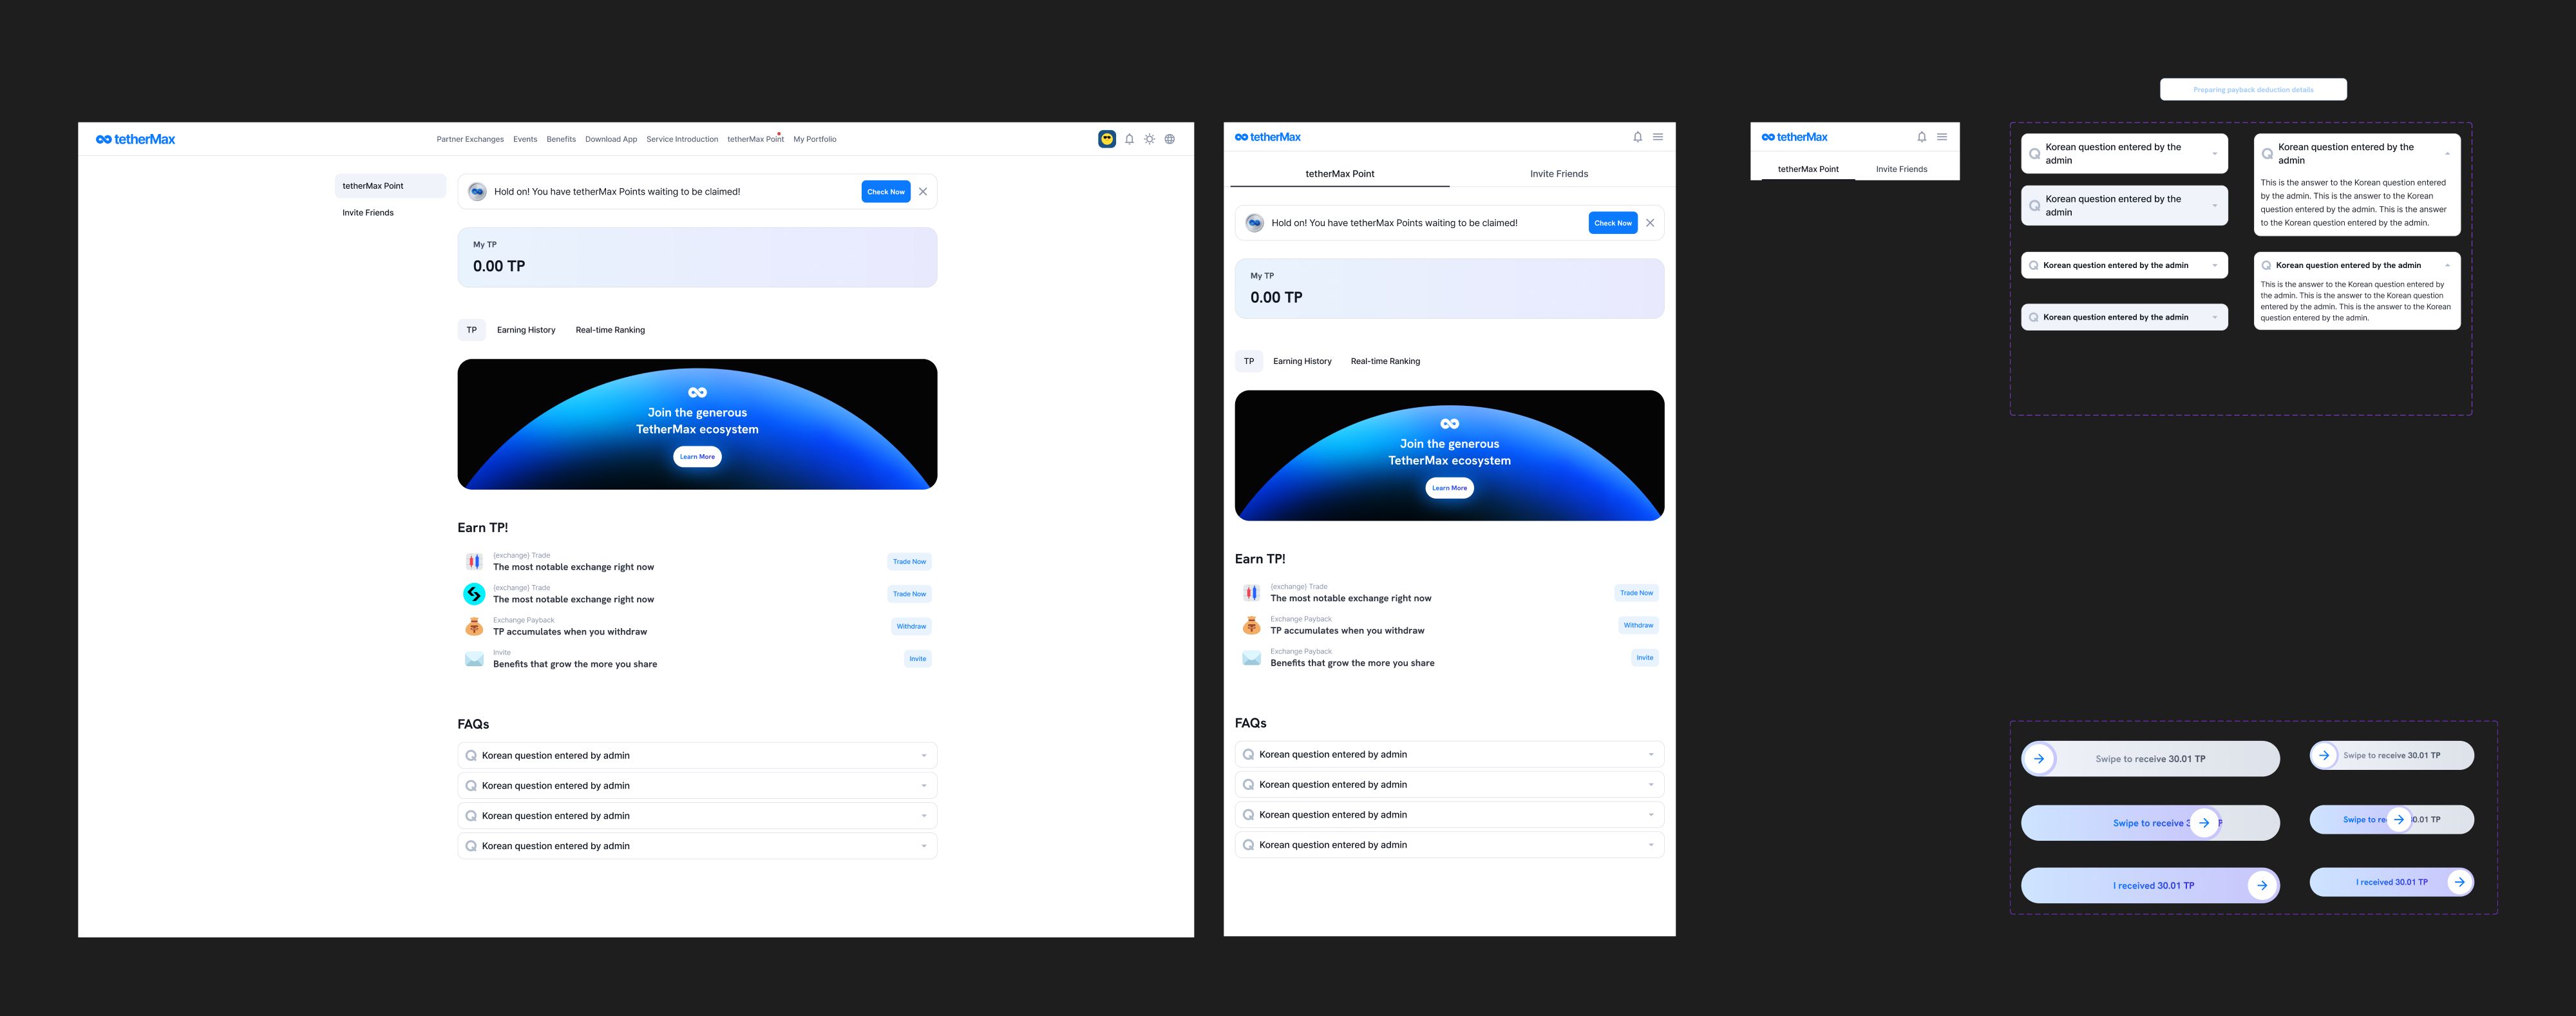 Preparing payback deduction details
tetherMax
Partner Exchanges Events Benefits Download App Service Introduction tetherMax Point My Portfolio
tetherMax Point
Invite Friends
Hold on! You have tetherMax Points waiting to be claimed!
Check Now
My TP
0.00 TP
TP Earning History Real-time Ranking
Join the generous
TetherMax ecosystem
Learn More
Earn TP!
{exchange} Trade
The most notable exchange right now
Trade Now
{exchange} Trade
The most notable exchange right now
Trade Now
Exchange Payback
TP accumulates when you withdraw
Withdraw
Invite
Benefits that grow the more you share
Invite
FAQs
Korean question entered by admin
Korean question entered by admin
Korean question entered by admin
Korean question entered by admin
tetherMax
tetherMax Point Invite Friends
Hold on! You have tetherMax Points waiting to be claimed!
Check Now
My TP
0.00 TP
TP Earning History Real-time Ranking
Join the generous
TetherMax ecosystem
Learn More
Earn TP!
{exchange} Trade
The most notable exchange right now
Trade Now
Exchange Payback
TP accumulates when you withdraw
Withdraw
Exchange Payback
Benefits that grow the more you share
Invite
FAQs
Korean question entered by admin
Korean question entered by admin
Korean question entered by admin
Korean question entered by admin
tetherMax
tetherMax Point Invite Friends
Korean question entered by the
admin
Korean question entered by the
admin
Korean question entered by the admin
Korean question entered by the admin
Korean question entered by the
admin
This is the answer to the Korean question entered
by the admin. This is the answer to the Korean
question entered by the admin. This is the answer
to the Korean question entered by the admin.
Korean question entered by the admin
This is the answer to the Korean question entered by
the admin. This is the answer to the Korean question
entered by the admin. This is the answer to the Korean
question entered by the admin.
Swipe to receive 30.01 TP
Swipe to receive 3 P
I received 30.01 TP
Swipe to receive 30.01 TP
Swipe to re 0.01 TP
I received 30.01 TP